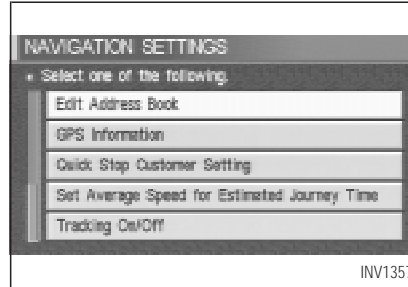 NAVIGATION SETTINGS
Select one of the following.
Edit Address Book
GPS Information
Quick Stop Customer Setting
Set Average Speed for Estimated Journey Time
Tracking On/Off
INV1357